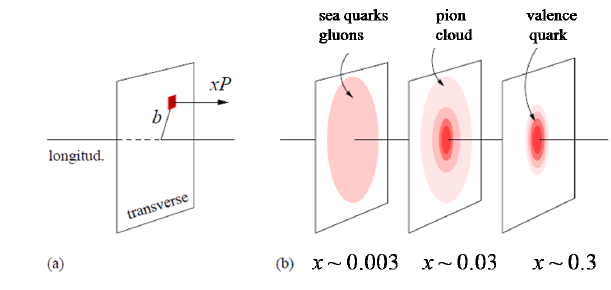 xP
b
longitud.
transverse
(a)
sea quarks
gluons
pion
cloud
valence
quark
(b)
x ~ 0.003
x ~ 0.03
x ~ 0.3